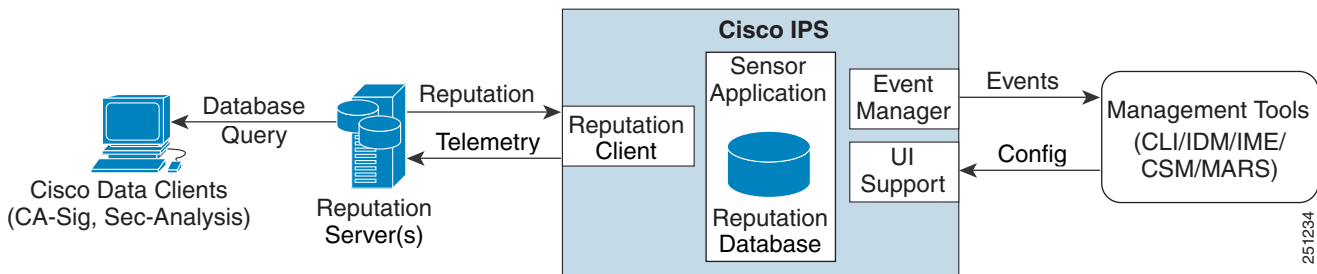 Cisco IPS
Database
Query
Cisco Data Clients
(CA-Sig, Sec-Analysis)
Reputation
Server(s)
Reputation
Telemetry
Reputation
Client
Sensor
Application
Reputation
Database
Event
Manager
UI
Support
Events
Config
Management Tools
(CLI/IDM/IME/
CSM/MARS)
251234